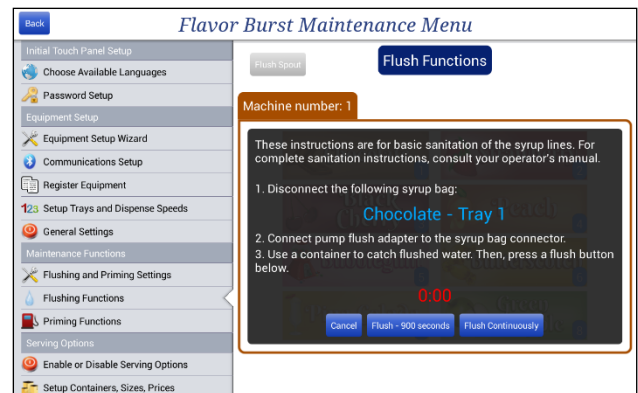 Back
Flavor Burst Maintenance Menu
Initial Touch Panel Setup
Choose Available Languages
Password Setup
Equipment Setup
Equipment Setup Wizard
Communications Setup
Register Equipment
123 Setup Trays and Dispense Speeds
General Settings
Maintenance Functions
Flushing and Priming Settings
Flushing Functions
Priming Functions
Serving Options
Enable or Disable Serving Options
Setup Containers, Sizes, Prices
Flush Spout
Flush Functions
Machine number: 1
These instructions are for basic sanitation of the syrup lines. For
complete sanitation instructions, consult your operator's manual.
1. Disconnect the following syrup bag:
Chocolate - Tray 1
2. Connect pump flush adapter to the syrup bag connector.
3. Use a container to catch flushed water. Then, press a flush button
below.
0:00
Cancel
Flush - 900 seconds
Flush Continuously